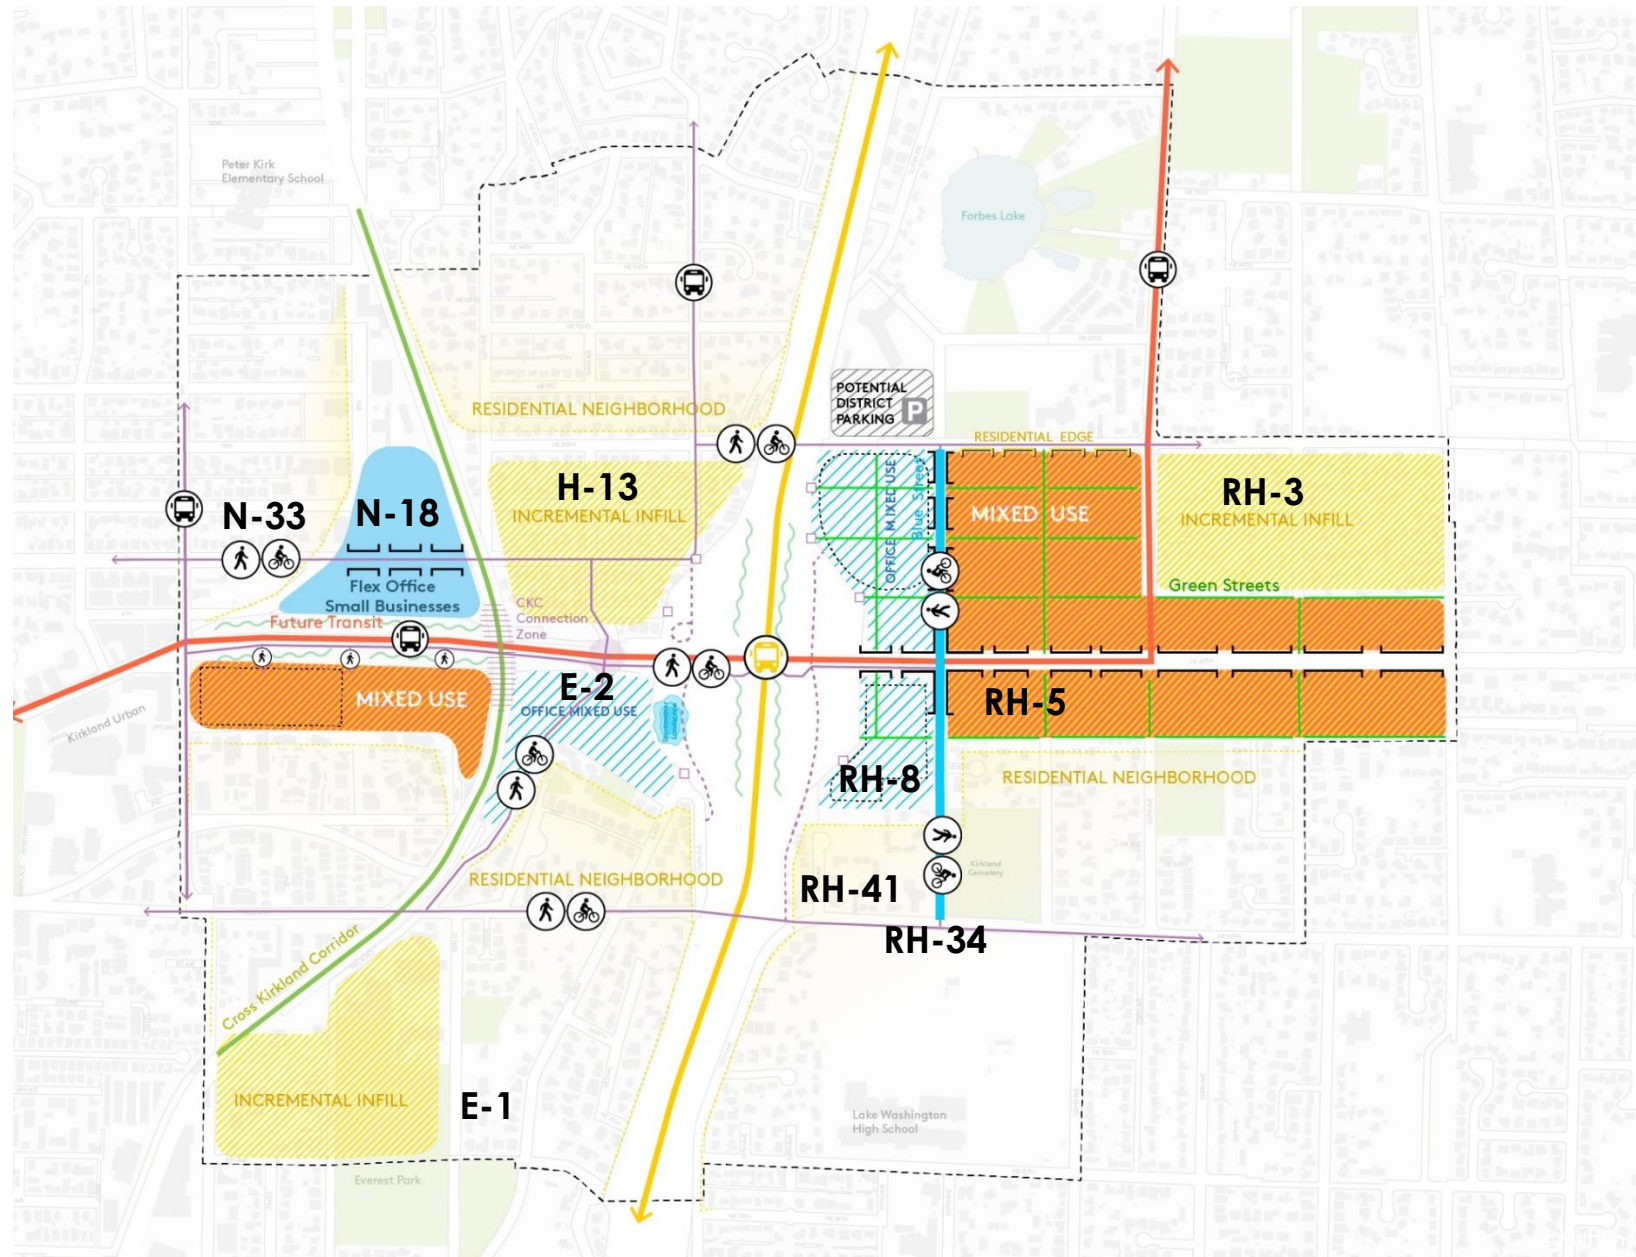 Peter Kirk
Elementary School
Forbes Lake
RESIDENTIAL NEIGHBORHOOD
POTENTIAL
DISTRICT
PARKING
P
RESIDENTIAL EDGE
N-33
N-18
H-13
INCREMENTAL INFILL
OFFICE MIXED USE
Blue Street
MIXED USE
RH-3
INCREMENTAL INFILL
Green Streets
Flex Office
Small Businesses
Future Transit
CKC
Connection
Zone
MIXED USE
E-2
OFFICE MIXED USE
RH-5
Kirkland Urban
RH-8
RESIDENTIAL NEIGHBORHOOD
Kirkland
Cemetery
RESIDENTIAL NEIGHBORHOOD
RH-41
RH-34
Cross Kirkland Corridor
INCREMENTAL INFILL
E-1
Lake Washington
High School
Everest Park